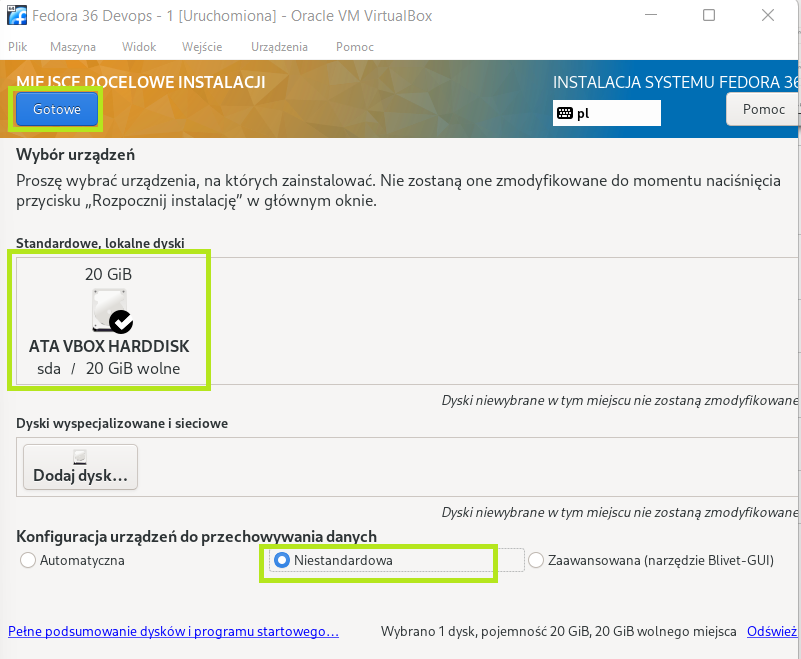 Fedora 36 Devops - 1 [Uruchomiona] - Oracle VM VirtualBox
Plik Maszyna Widok Wejście Urządzenia Pomoc
MIEJSCE DOCELOWE INSTALACJI
INSTALACJA SYSTEMU FEDORA 36
Gotowe
pl
Pomoc
Wybór urządzeń
Proszę wybrać urządzenia, na których zainstalować. Nie zostaną one zmodyfikowane do momentu naciśnięcia
przycisku „Rozpocznij instalację” w głównym oknie.
Standardowe, lokalne dyski
20 GiB
ATA VBOX HARDDISK
sda / 20 GiB wolne
Dyski niewybrane w tym miejscu nie zostaną zmodyfikowane
Dyski wyspecjalizowane i sieciowe
Dodaj dysk...
Dyski niewybrane w tym miejscu nie zostaną zmodyfikowane
Konfiguracja urządzeń do przechowywania danych
Automatyczna Niestandardowa Zaawansowana (narzędzie Blivet-GUI)
Pełne podsumowanie dysków i programu startowego... Wybrano 1 dysk, pojemność 20 GiB, 20 GiB wolnego miejsca Odśwież